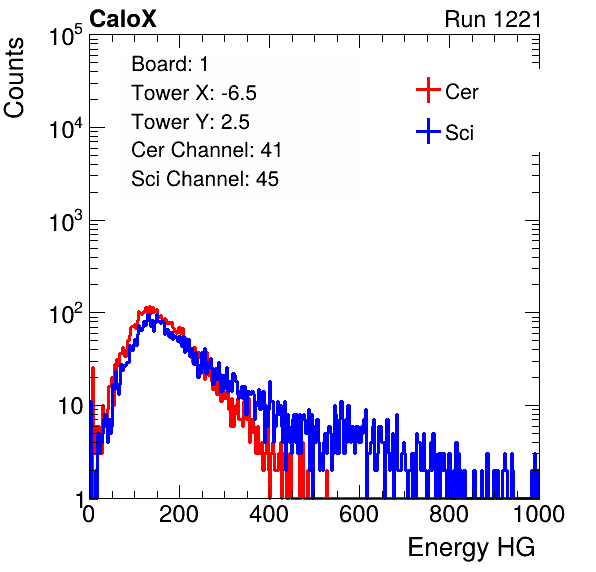 CaloX Run 1221
Counts
10^5
10^4
10^3
10^2
10
1
Board: 1
Tower X: -6.5
Tower Y: 2.5
Cer Channel: 41
Sci Channel: 45
Cer
Sci
0 200 400 600 800 1000
Energy HG